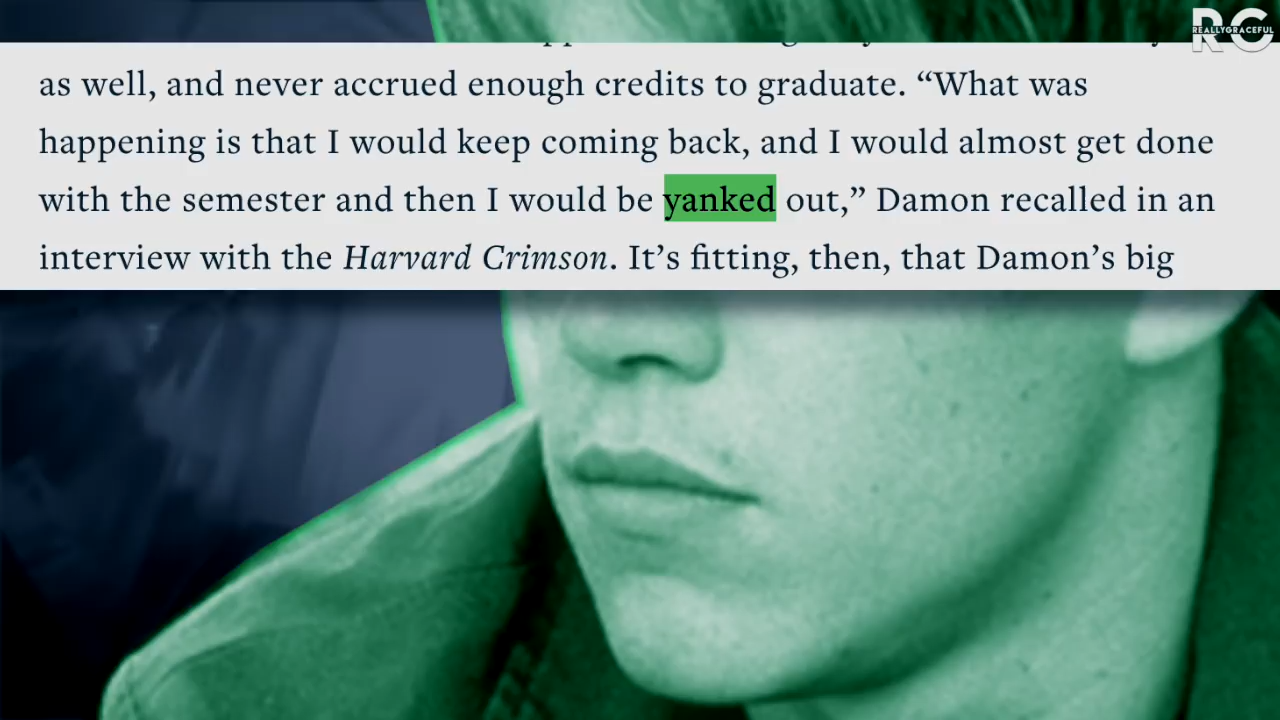 RC
REALLYGRACEFUL
as well, and never accrued enough credits to graduate. “What was
happening is that I would keep coming back, and I would almost get done
with the semester and then I would be yanked out,” Damon recalled in an
interview with the Harvard Crimson. It’s fitting, then, that Damon’s big